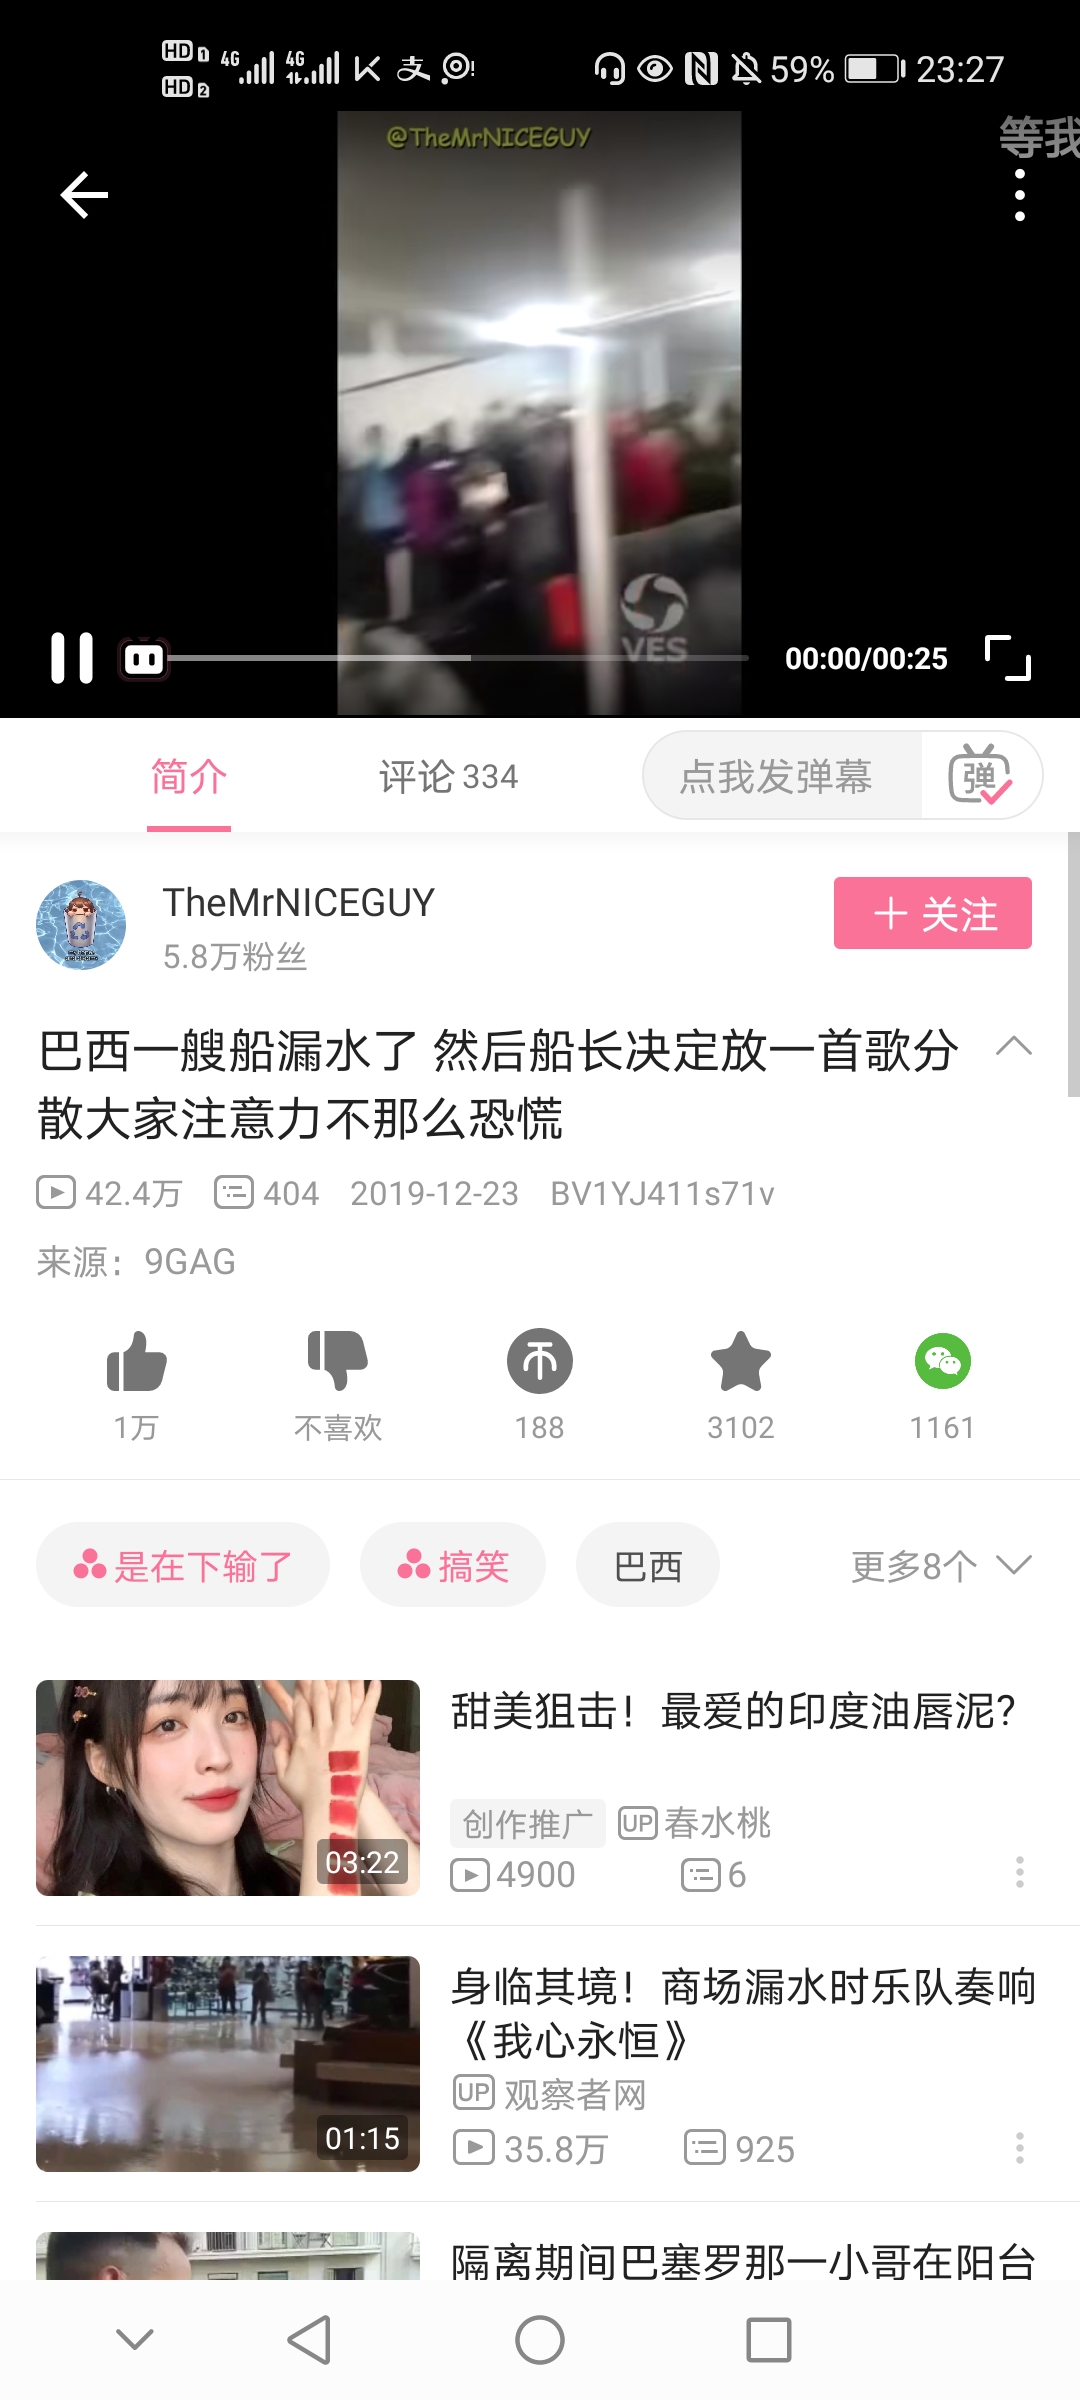 HD 1 4G 4G 59% 23:27
HD 2
@TheMrNICEGUY
等我
VES
00:00/00:25
简介 评论 334 点我发弹幕 弹
TheMrNICEGUY
5.8万粉丝
关注
巴西一艘船漏水了 然后船长决定放一首歌分
散大家注意力不那么恐慌
42.4万 404 2019-12-23 BV1YJ411s71v
来源：9GAG
1万 不喜欢 188 3102 1161
是在下输了 搞笑 巴西 更多8个
甜美狙击！最爱的印度油唇泥?
03:22
创作推广 UP 春水桃
4900 6
身临其境！商场漏水时乐队奏响
《我心永恒》
01:15
UP 观察者网
35.8万 925
隔离期间巴塞罗那一小哥在阳台